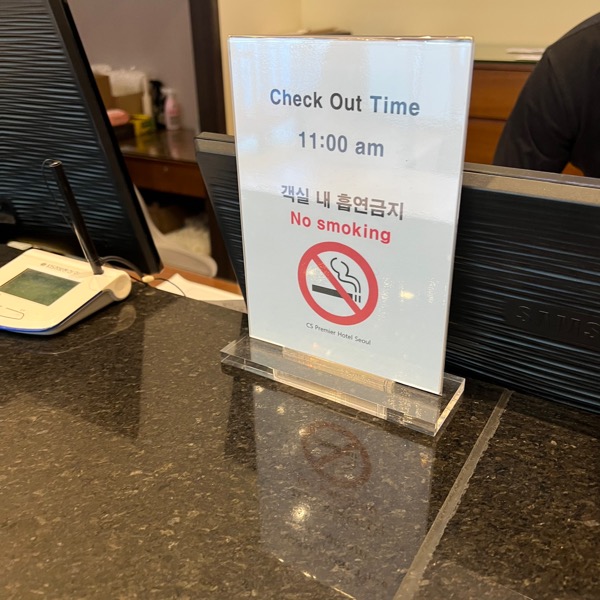 Check Out Time
11:00 am
객실 내 흡연금지
No smoking
CS Premier Hotel Seoul
SAMSUNG